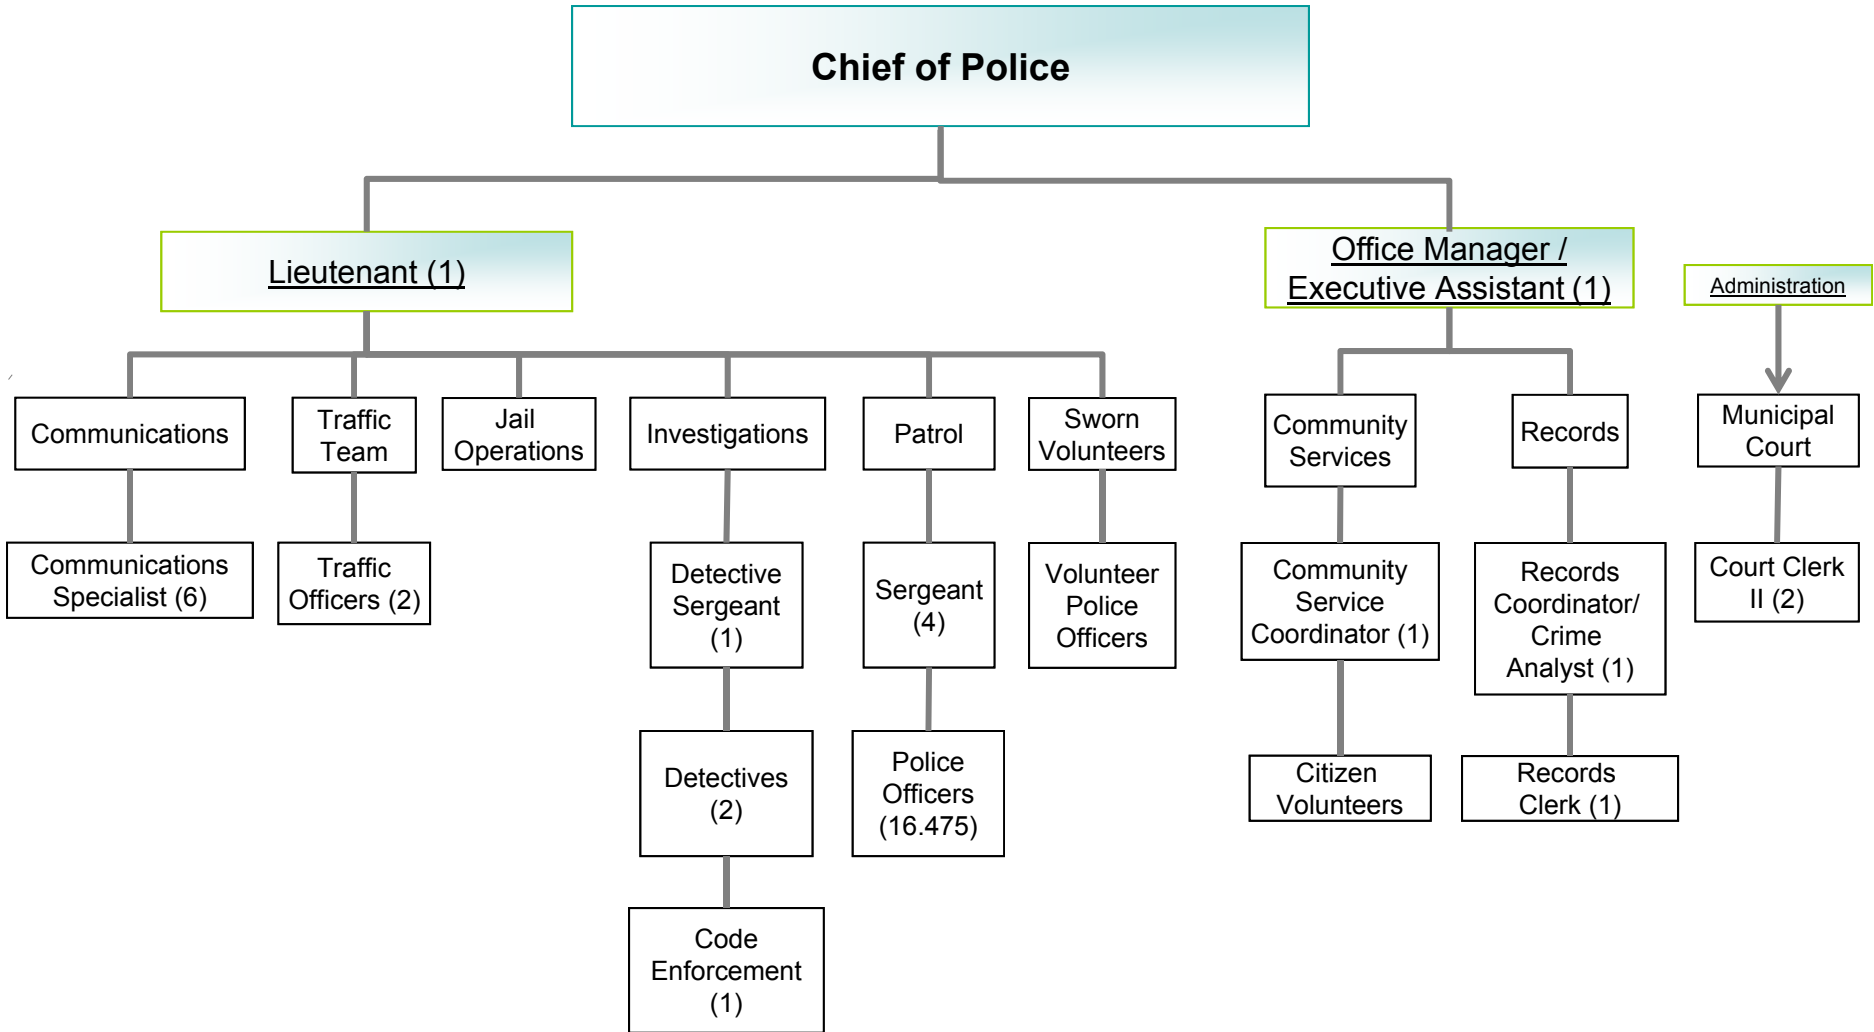 Chief of Police
Lieutenant (1)
Office Manager /
Executive Assistant (1)
Administration
Communications
Traffic
Team
Jail
Operations
Investigations
Patrol
Sworn
Volunteers
Community
Services
Records
Municipal
Court
Communications
Specialist (6)
Traffic
Officers (2)
Detective
Sergeant
(1)
Sergeant
(4)
Volunteer
Police
Officers
Community
Service
Coordinator (1)
Records
Coordinator/
Crime
Analyst (1)
Court Clerk
II (2)
Detectives
(2)
Police
Officers
(16.475)
Citizen
Volunteers
Records
Clerk (1)
Code
Enforcement
(1)